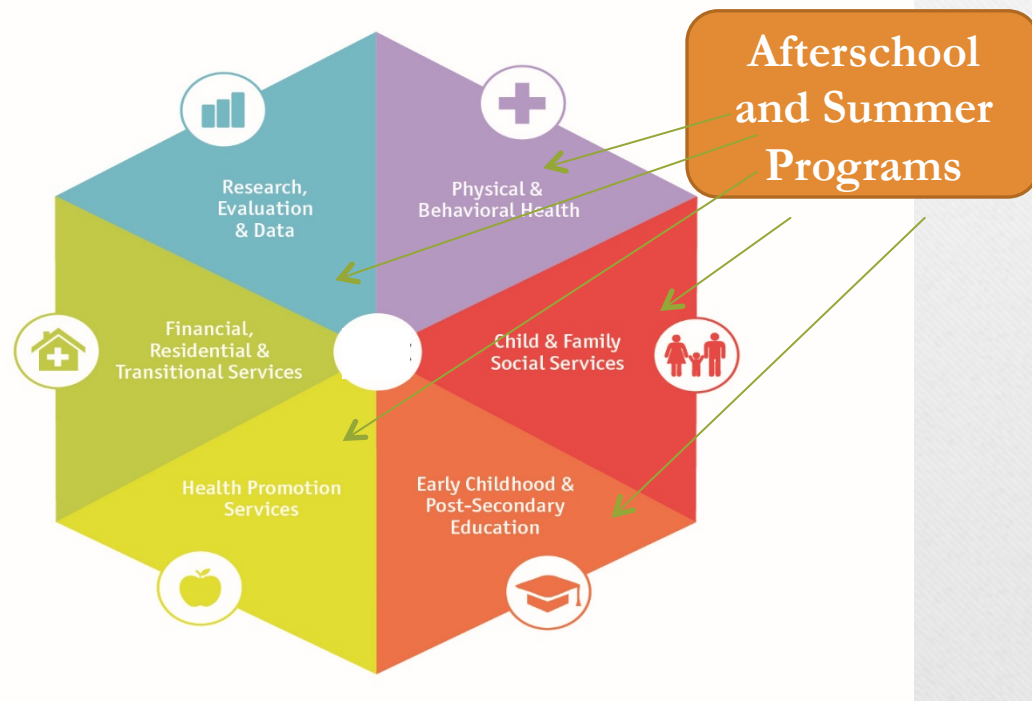 Afterschool
and Summer
Programs
Research,
Evaluation
& Data
Physical &
Behavioral Health
Financial,
Residential &
Transitional Services
Child & Family
Social Services
Health Promotion
Services
Early Childhood &
Post-Secondary
Education